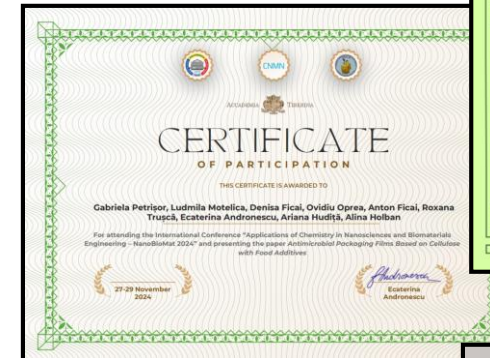 CNMN
ACCADEMIA TIBERINA
CERTIFICATE
OF PARTICIPATION
THIS CERTIFICATE IS AWARDED TO
Gabriela Petrișor, Ludmila Motelica, Denisa Ficai, Ovidiu Oprea, Anton Ficai, Roxana
Trușcă, Ecaterina Andronescu, Ariana Hudiță, Alina Holban
For attending the International Conference "Applications of Chemistry in Nanosciences and Biomaterials
Engineering – NanoBioMat 2024" and presenting the paper Antimicrobial Packaging Films Based on Cellulose
with Food Additives
27-29 November
2024
Andronescu
Ecaterina
Andronescu